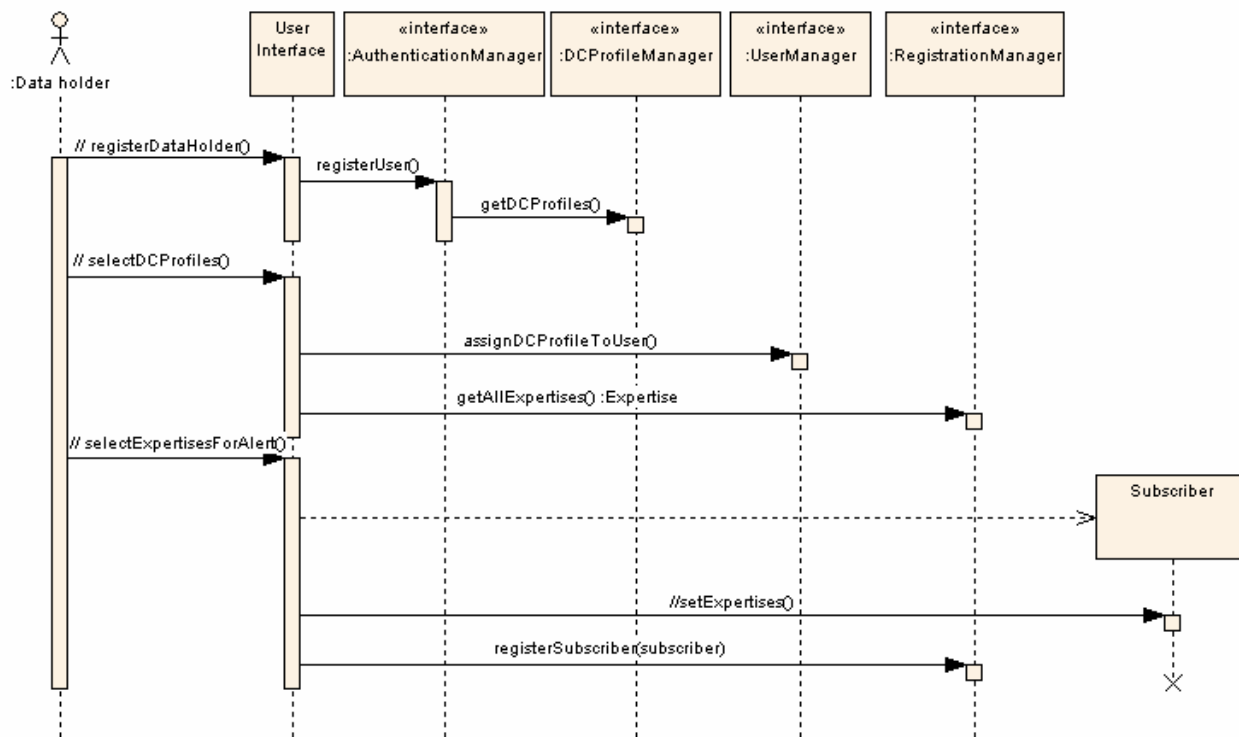 :Data holder
User
Interface
«interface»
:AuthenticationManager
«interface»
:DCProfileManager
«interface»
:UserManager
«interface»
:RegistrationManager
// registerDataHolder()
registerUser()
getDCProfiles()
// selectDCProfiles()
assignDCProfileToUser()
getAllExpertises() :Expertise
// selectExpertisesForAlert()
Subscriber
//setExpertises()
registerSubscriber(subscriber)